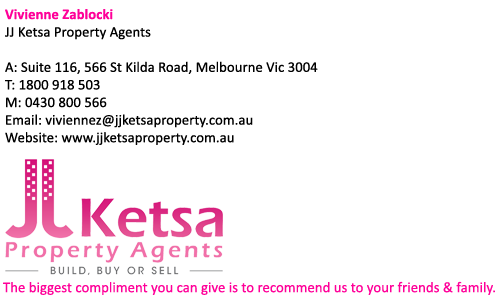 Vivienne Zablocki
JJ Ketsa Property Agents
A: Suite 116, 566 St Kilda Road, Melbourne Vic 3004
T: 1800 918 503
M: 0430 800 566
Email: viviennez@jjketsaproperty.com.au
Website: www.jjketsaproperty.com.au
JJ Ketsa
Property Agents
BUILD, BUY OR SELL
The biggest compliment you can give is to recommend us to your friends & family.